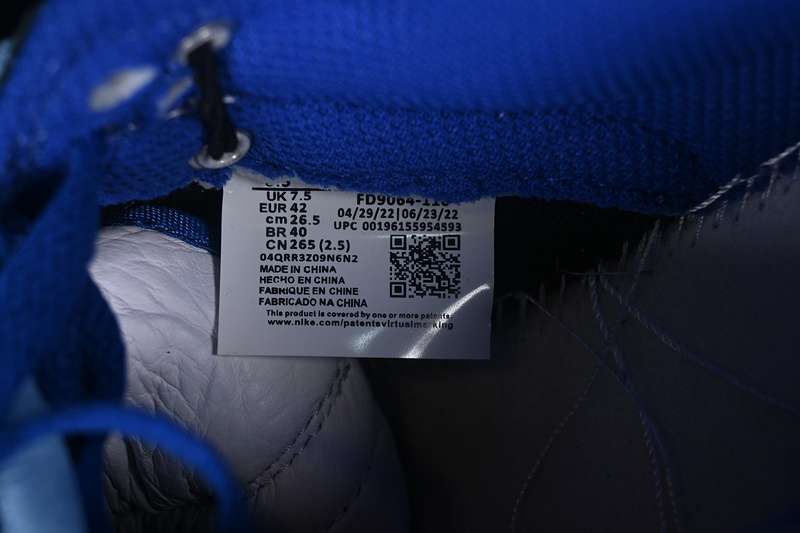 UK 7.5
EUR 42
cm 26.5
BR 40
CN 265 (2.5)
04QRR3Z09N6N2
MADE IN CHINA
HECHO EN CHINA
FABRIQUE EN CHINE
FABRICADO NA CHINA
FD9064-110
04/29/22|06/23/22
UPC 00196155954593
This product is covered by one or more patents.
www.nike.com/patentsvirtualmarking